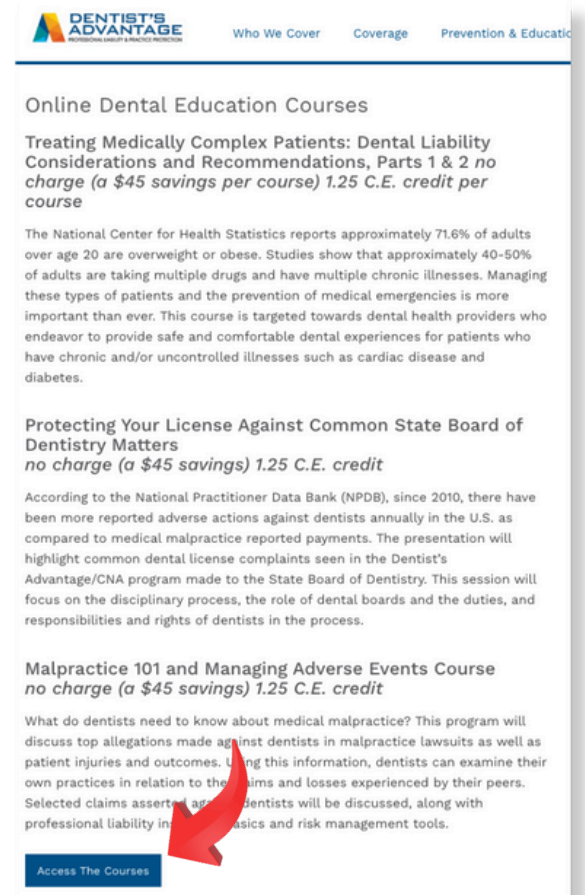 DENTIST'S
ADVANTAGE
PROFESSIONAL LIABILITY & PRACTICE PROTECTION
Who We Cover Coverage Prevention & Educatio
Online Dental Education Courses
Treating Medically Complex Patients: Dental Liability
Considerations and Recommendations, Parts 1 & 2 no
charge (a $45 savings per course) 1.25 C.E. credit per
course
The National Center for Health Statistics reports approximately 71.6% of adults
over age 20 are overweight or obese. Studies show that approximately 40-50%
of adults are taking multiple drugs and have multiple chronic illnesses. Managing
these types of patients and the prevention of medical emergencies is more
important than ever. This course is targeted towards dental health providers who
endeavor to provide safe and comfortable dental experiences for patients who
have chronic and/or uncontrolled illnesses such as cardiac disease and
diabetes.
Protecting Your License Against Common State Board of
Dentistry Matters
no charge (a $45 savings) 1.25 C.E. credit
According to the National Practitioner Data Bank (NPDB), since 2010, there have
been more reported adverse actions against dentists annually in the U.S. as
compared to medical malpractice reported payments. The presentation will
highlight common dental license complaints seen in the Dentist's
Advantage/CNA program made to the State Board of Dentistry. This session will
focus on the disciplinary process, the role of dental boards and the duties, and
responsibilities and rights of dentists in the process.
Malpractice 101 and Managing Adverse Events Course
no charge (a $45 savings) 1.25 C.E. credit
What do dentists need to know about medical malpractice? This program will
discuss top allegations made against dentists in malpractice lawsuits as well as
patient injuries and outcomes. Using this information, dentists can examine their
own practices in relation to the claims and losses experienced by their peers.
Selected claims asserted against dentists will be discussed, along with
professional liability in asics and risk management tools.
Access The Courses